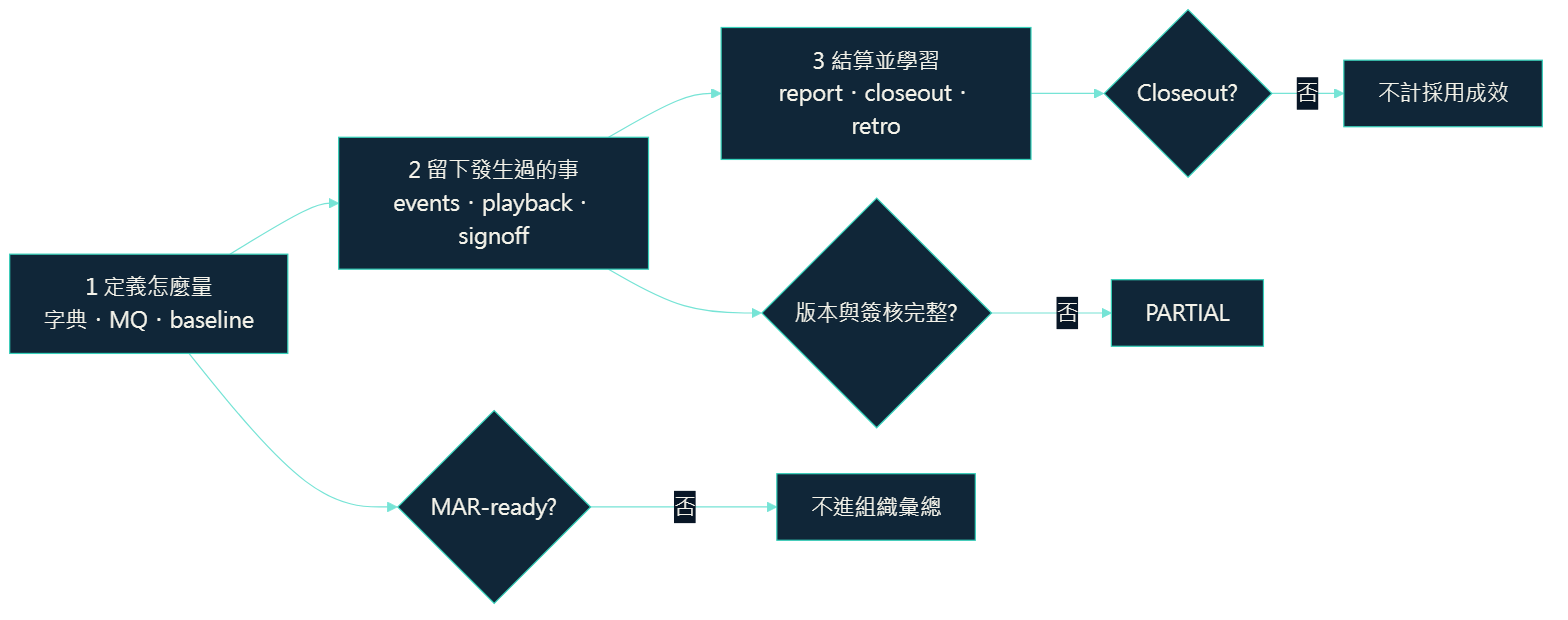 1 定義怎麼量
字典 · MQ · baseline
2 留下發生過的事
events · playback ·
signoff
3 結算並學習
report · closeout ·
retro
Closeout?
否
不計採用成效
版本與簽核完整?
否
PARTIAL
MAR-ready?
否
不進組織彙總